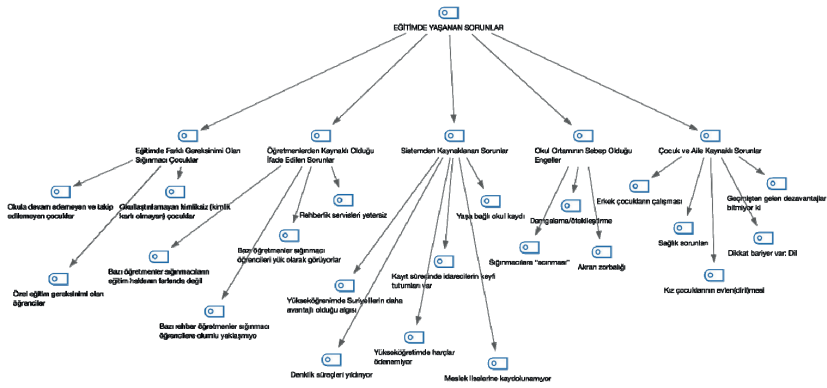 EĞİTİMDE YAŞANAN SORUNLAR
Eğitimde Farklı Gereksinimi Olan
Sığınmacı Çocuklar
Öğretmenlerden Kaynaklı Olduğu
İfade Edilen Sorunlar
Sistemden Kaynaklanan Sorunlar
Okul Ortamının Sebep Olduğu
Engeller
Çocuk ve Aile Kaynaklı Sorunlar
Okula devam edemeyen ve takip
edilemeyen çocuklar
Okullaştırılamayan kimliksiz (kimlik
kartı olmayan) çocuklar
Rehberlik servisleri yetersiz
Yaşa bağlı okul kaydı
Damgalama/ötekileştirme
Erkek çocukların çalışması
Geçmişten gelen dezavantajlar
bitmiyor ki
Bazı öğretmenler sığınmacı
öğrencileri yük olarak görüyorlar
Sağlık sorunları
Dikkat bariyer var: Dil
Bazı öğretmenler sığınmacıların
eğitim hakkının farkında değil
Kayıt sürecinde idarecilerin keyfi
tutumları var
Sığınmacılara "acınması"
Akran zorbalığı
Özel eğitim gereksinimi olan
öğrenciler
Yükseköğrenimde Suriyelilerin daha
avantajlı olduğu algısı
Kız çocuklarının evlen(diril)mesi
Bazı rehber öğretmenler sığınmacı
öğrencilere olumlu yaklaşmıyo
Yükseköğretimde harçlar
ödenemiyor
Denklik süreçleri yıldırıyor
Meslek liselerine kaydolunamıyor